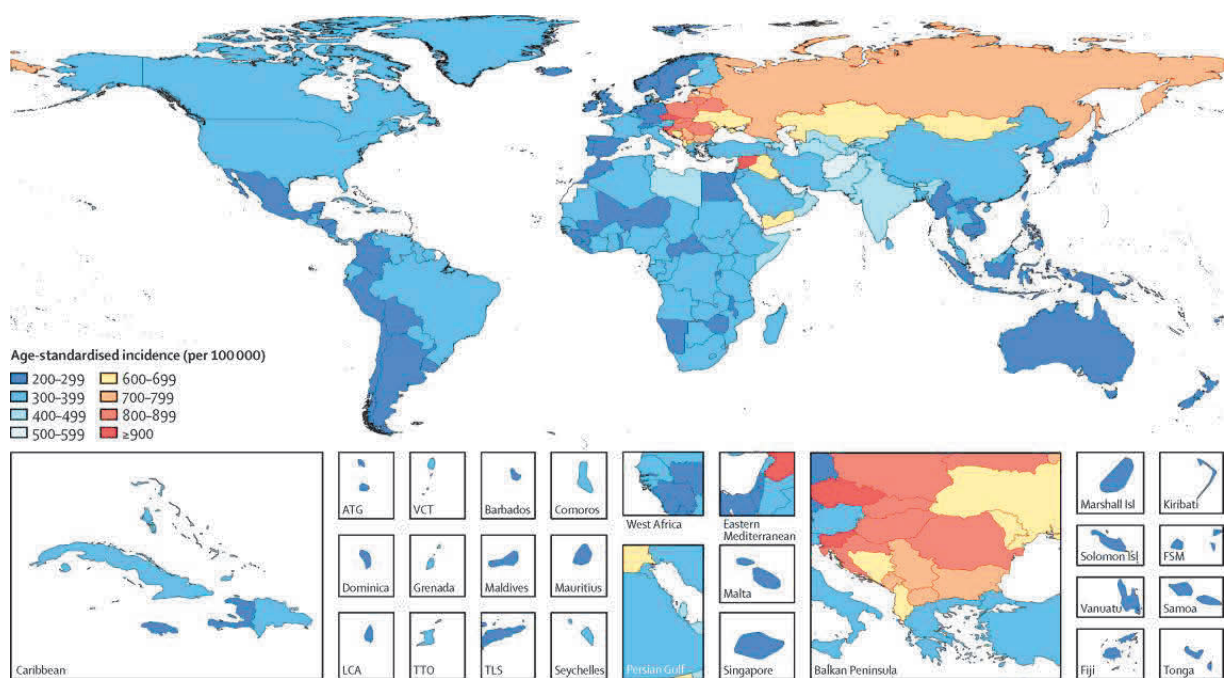 Age-standardised incidence (per 100 000)
200–299
600–699
300–399
700–799
400–499
800–899
500–599
≥900
Caribbean
ATG
VCT
Barbados
Comoros
West Africa
Eastern
Mediterranean
Marshall Isl
Kiribati
Dominica
Grenada
Maldives
Mauritius
Malta
Solomon Isl
FSM
LCA
TTO
TLS
Seychelles
Persian Gulf
Singapore
Balkan Peninsula
Vanuatu
Samoa
Fiji
Tonga